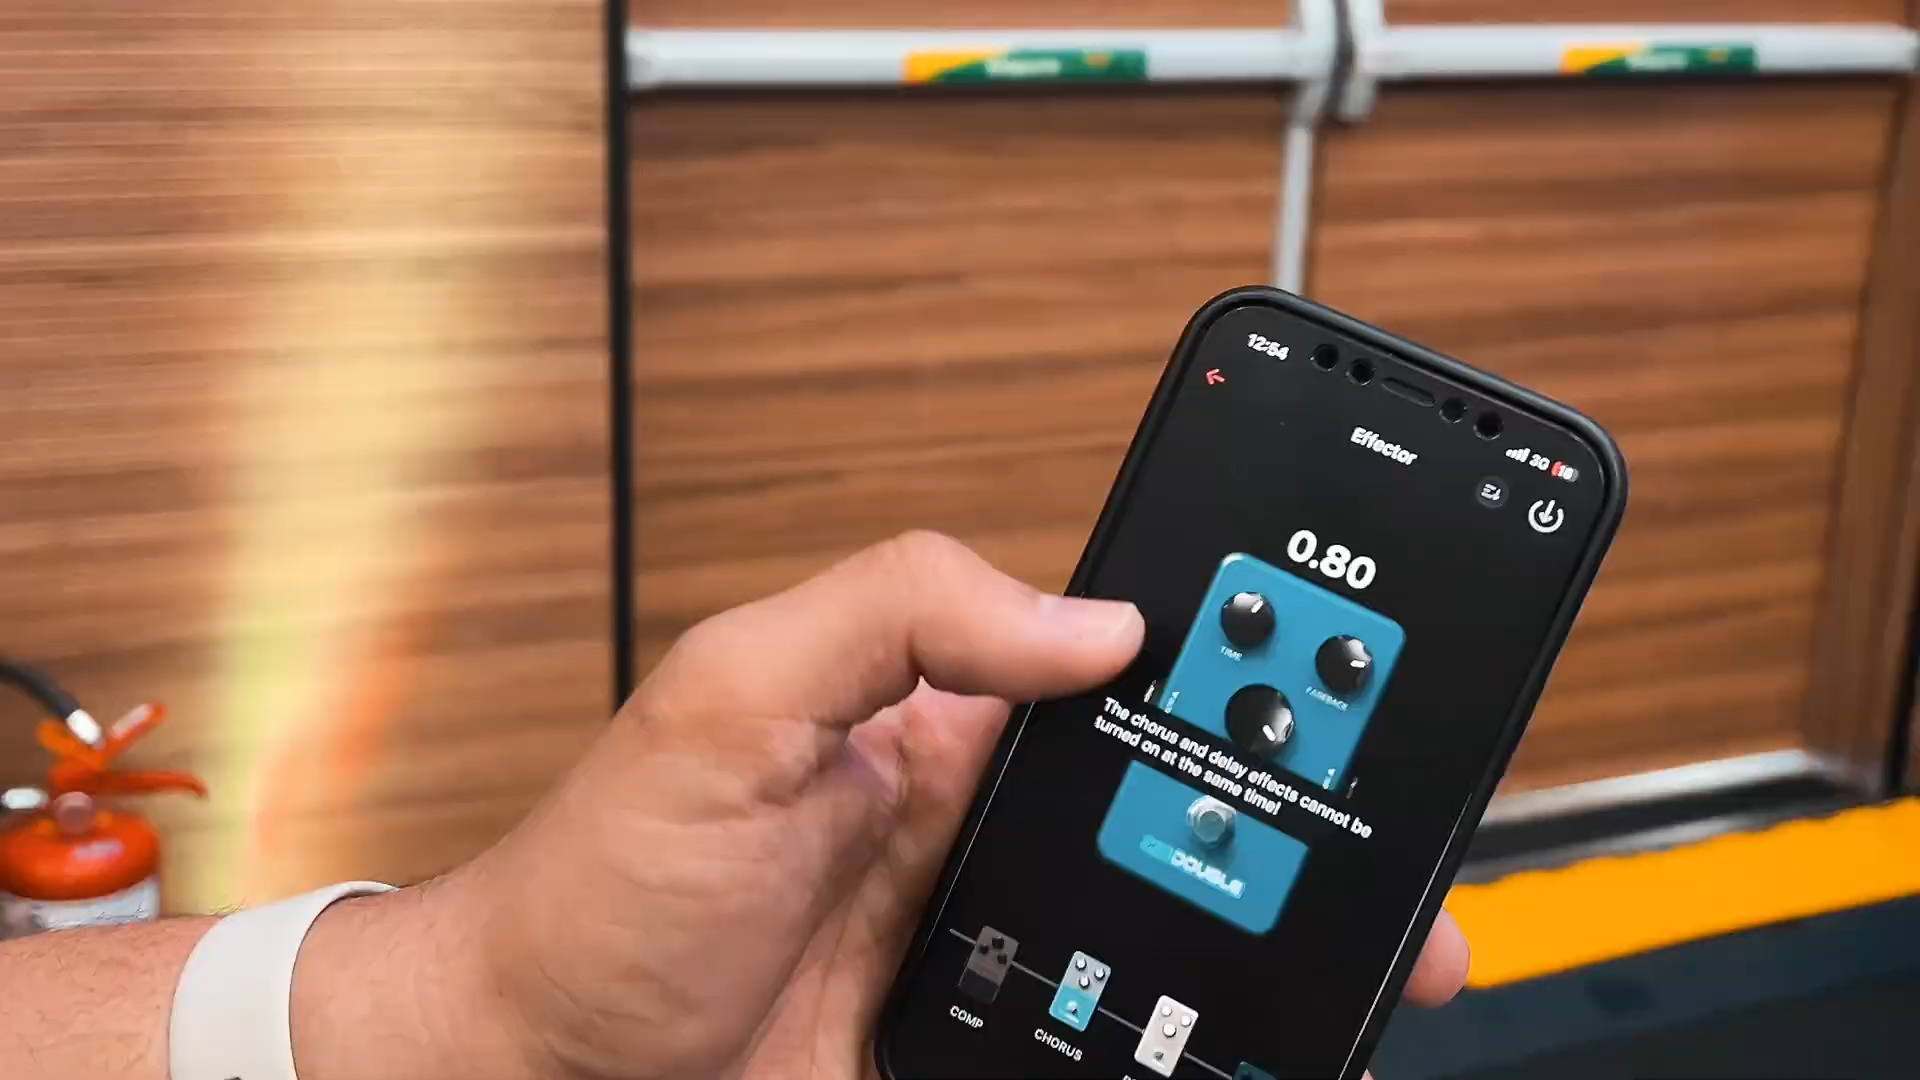 12:54
3G 18
Effector
0.80
TIME
The chorus and delay effects cannot be
turned on at the same time!
DOUBLE
COMP
CHORUS